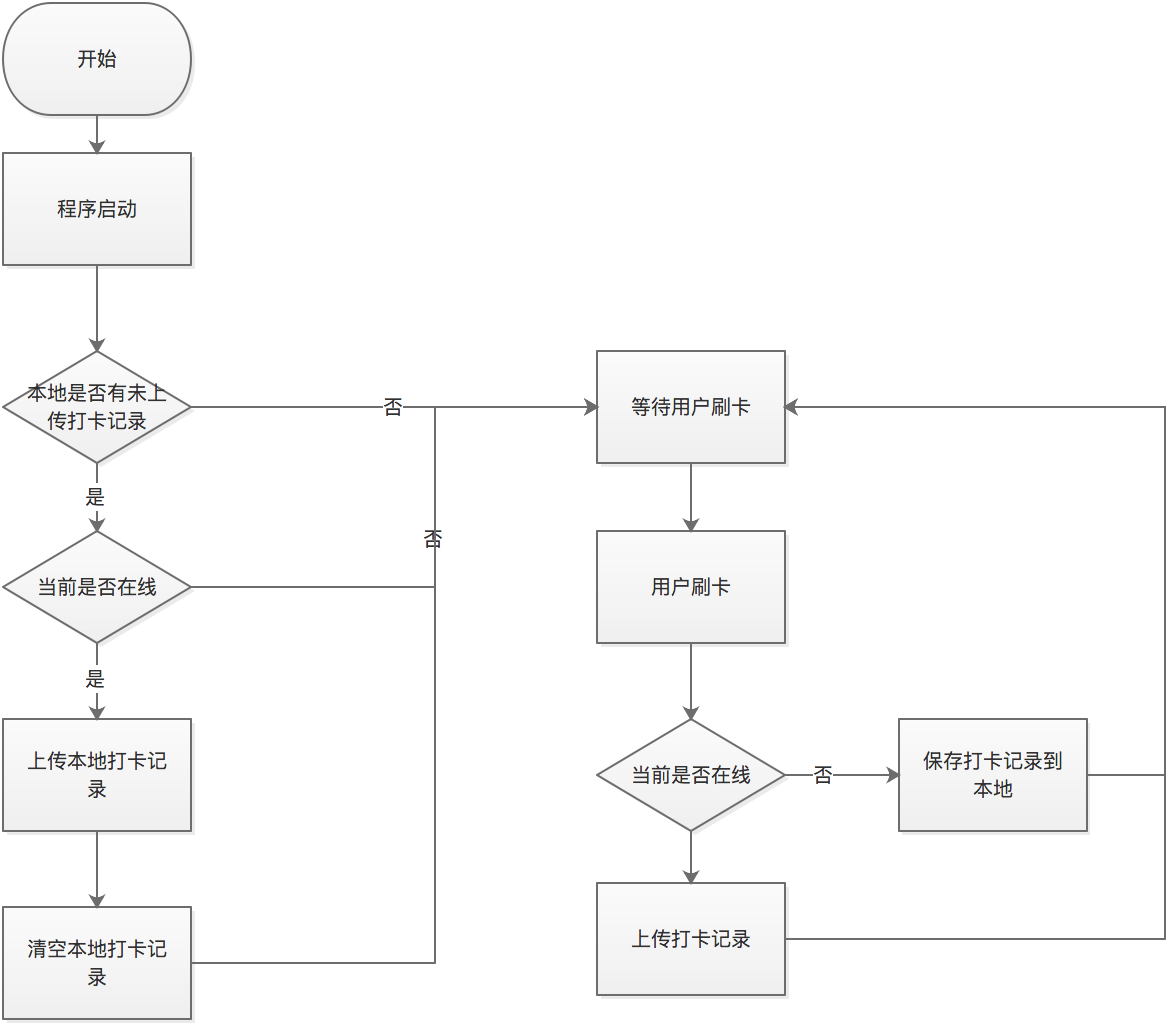 开始
程序启动
本地是否有未上
传打卡记录
否
是
当前是否在线
否
是
上传本地打卡记
录
清空本地打卡记
录
等待用户刷卡
用户刷卡
当前是否在线
否
保存打卡记录到
本地
上传打卡记录